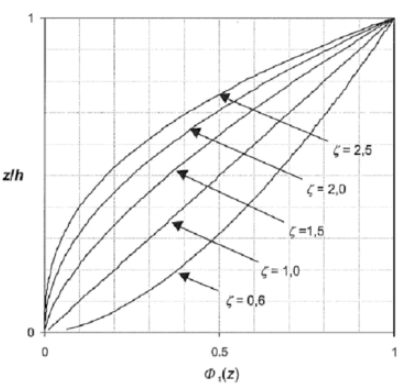 1
ζ = 2,5
z/h
ζ = 2,0
ζ =1,5
ζ = 1,0
ζ = 0,6
0
0 0.5 1
Φ₁(z)